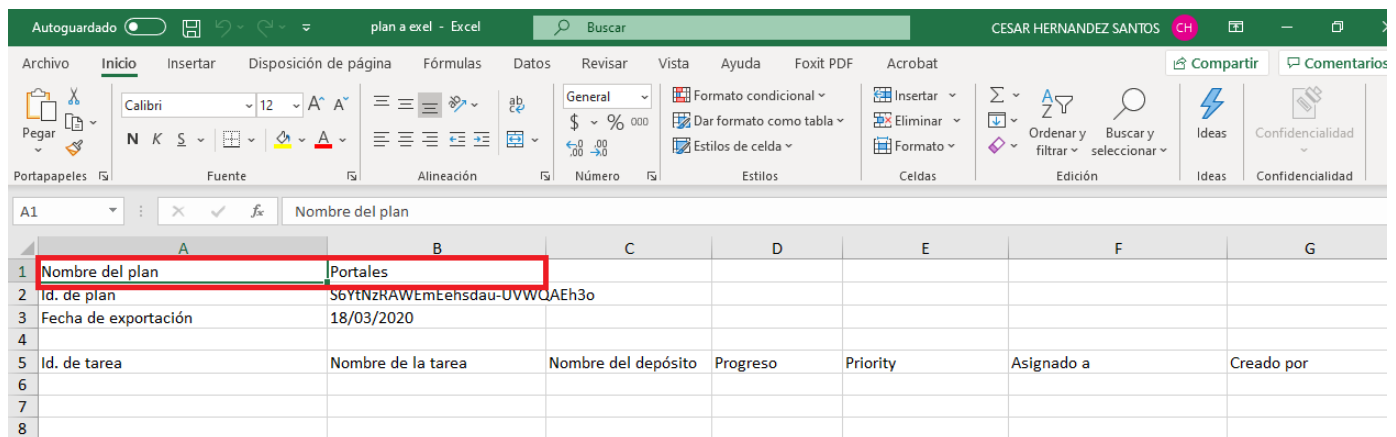 Autoguardado plan a exel - Excel Buscar CESAR HERNANDEZ SANTOS CH
Archivo Inicio Insertar Disposición de página Fórmulas Datos Revisar Vista Ayuda Foxit PDF Acrobat Compartir Comentarios
Pegar
Calibri 12 A^ A˅
N K S A
ab
General
$ % 000
Formato condicional
Dar formato como tabla
Estilos de celda
Insertar
Eliminar
Formato
Ordenar y filtrar
Buscar y seleccionar
Ideas
Confidencialidad
Portapapeles Fuente Alineación Número Estilos Celdas Edición Ideas Confidencialidad
A1 fx Nombre del plan
A B C D E F G
1 Nombre del plan Portales
2 Id. de plan S6YtNzRAWEmEehsdau-UVWQAEh3o
3 Fecha de exportación 18/03/2020
4
5 Id. de tarea Nombre de la tarea Nombre del depósito Progreso Priority Asignado a Creado por
6
7
8